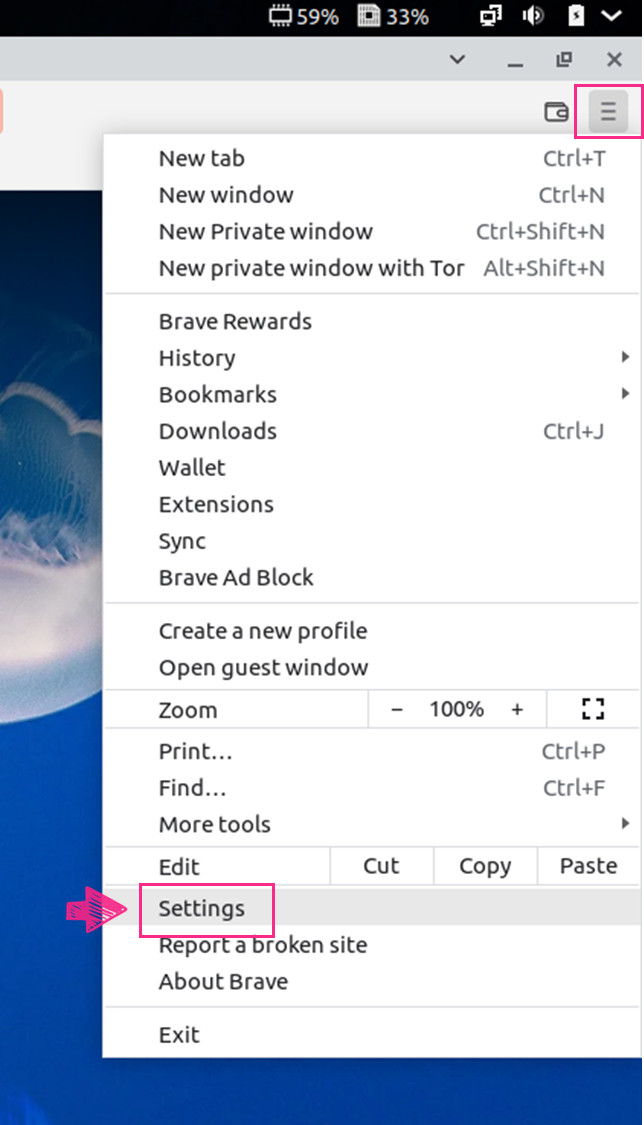 59% 33%
New tab Ctrl+T
New window Ctrl+N
New Private window Ctrl+Shift+N
New private window with Tor Alt+Shift+N
Brave Rewards
History
Bookmarks
Downloads Ctrl+J
Wallet
Extensions
Sync
Brave Ad Block
Create a new profile
Open guest window
Zoom − 100% +
Print... Ctrl+P
Find... Ctrl+F
More tools
Edit Cut Copy Paste
Settings
Report a broken site
About Brave
Exit